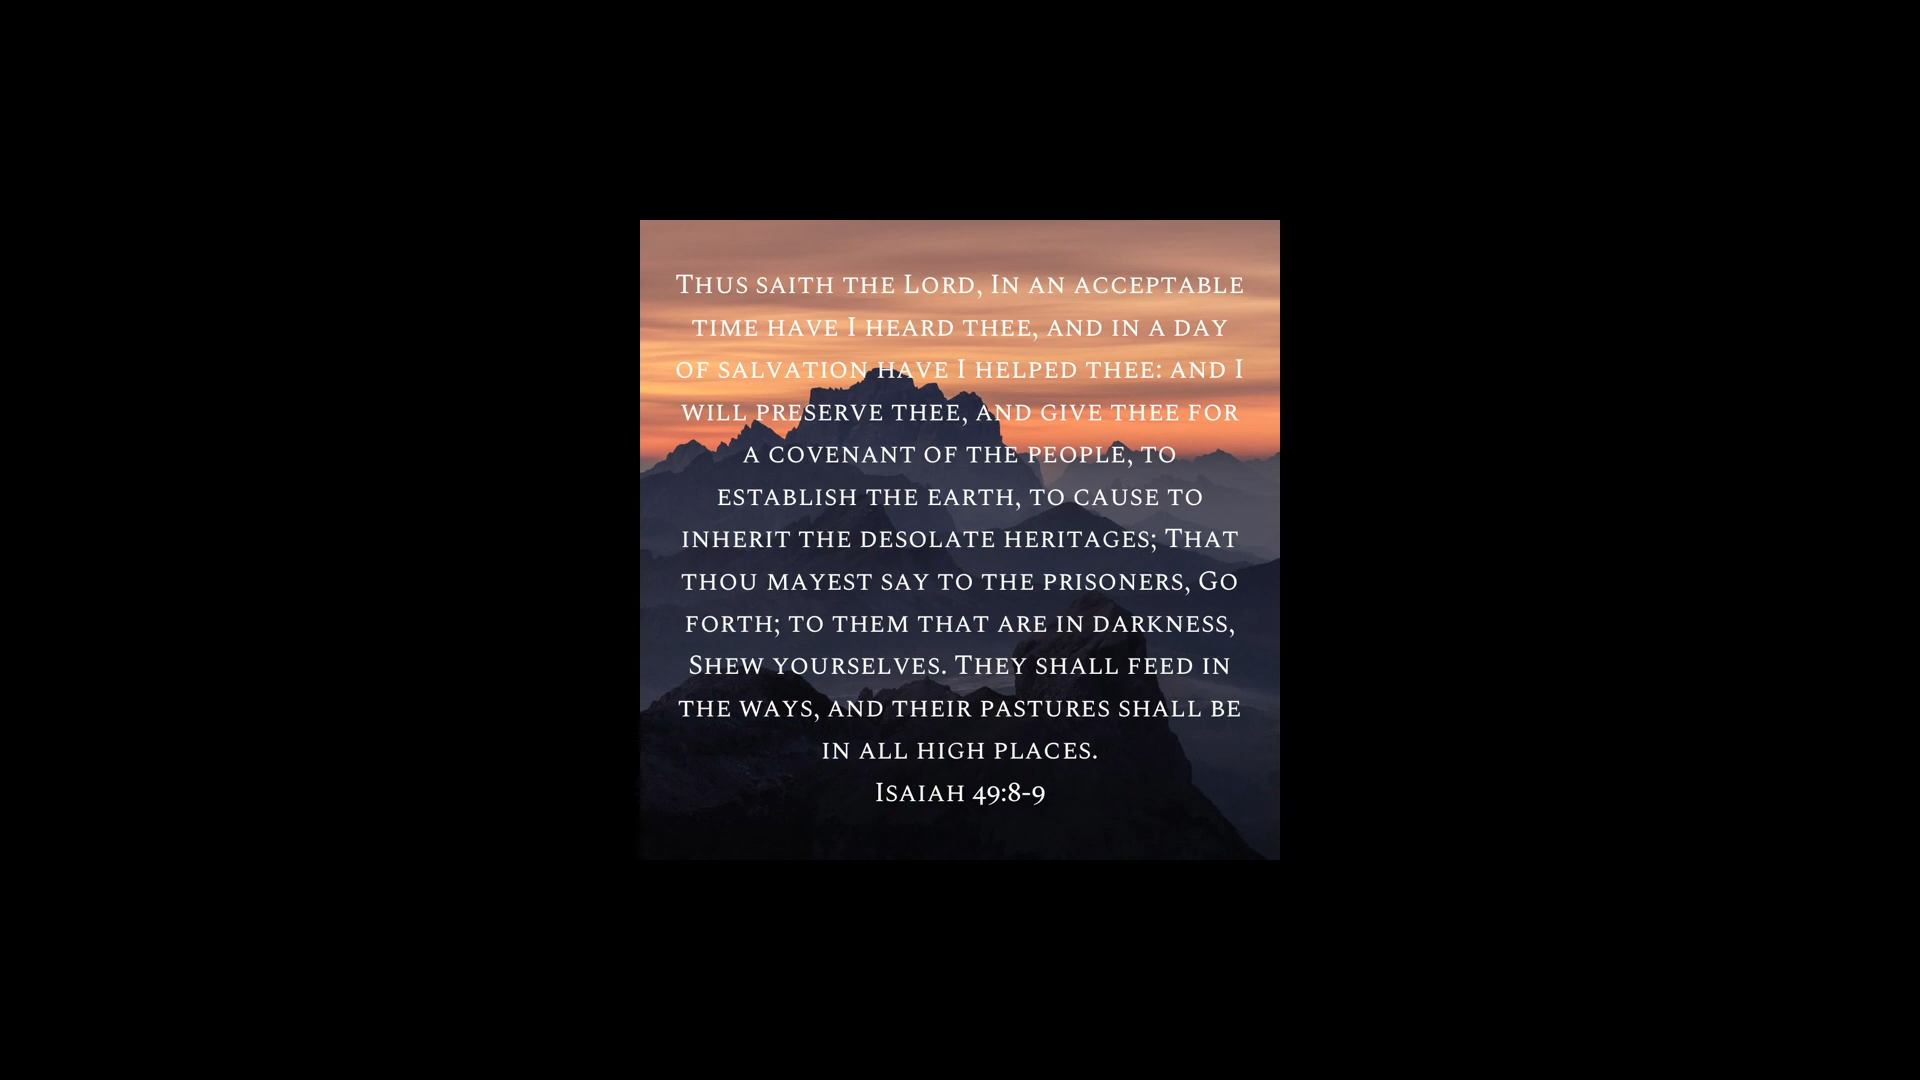 Thus saith the Lord, In an acceptable
time have I heard thee, and in a day
of salvation have I helped thee: and I
will preserve thee, and give thee for
a covenant of the people, to
establish the earth, to cause to
inherit the desolate heritages; That
thou mayest say to the prisoners, Go
forth; to them that are in darkness,
Shew yourselves. They shall feed in
the ways, and their pastures shall be
in all high places.
Isaiah 49:8-9